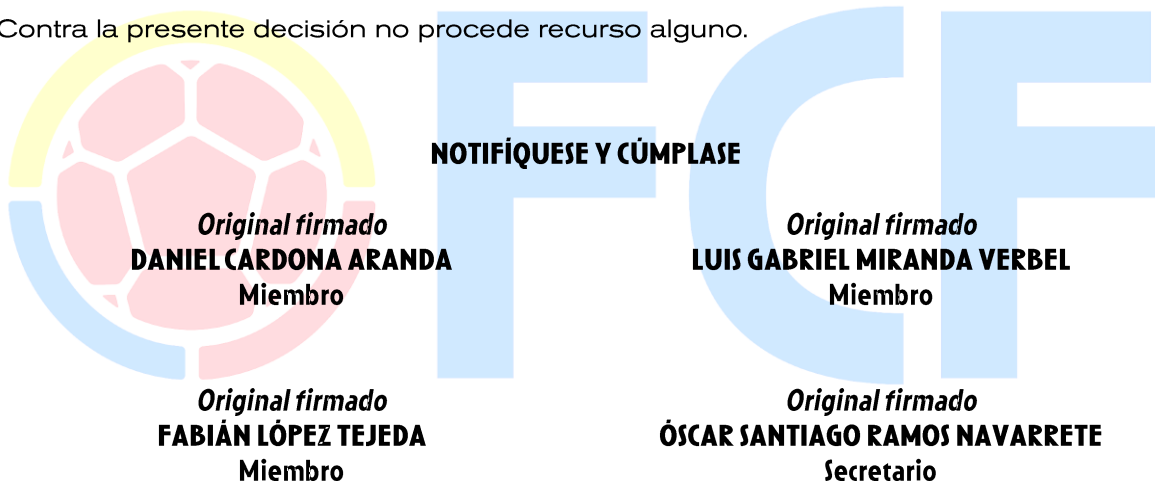 Contra la presente decisión no procede recurso alguno.
FCF
NOTIFÍQUESE Y CÚMPLASE
Original firmado
DANIEL CARDONA ARANDA
Miembro
Original firmado
LUIS GABRIEL MIRANDA VERBEL
Miembro
Original firmado
FABIÁN LÓPEZ TEJEDA
Miembro
Original firmado
ÓSCAR SANTIAGO RAMOS NAVARRETE
Secretario